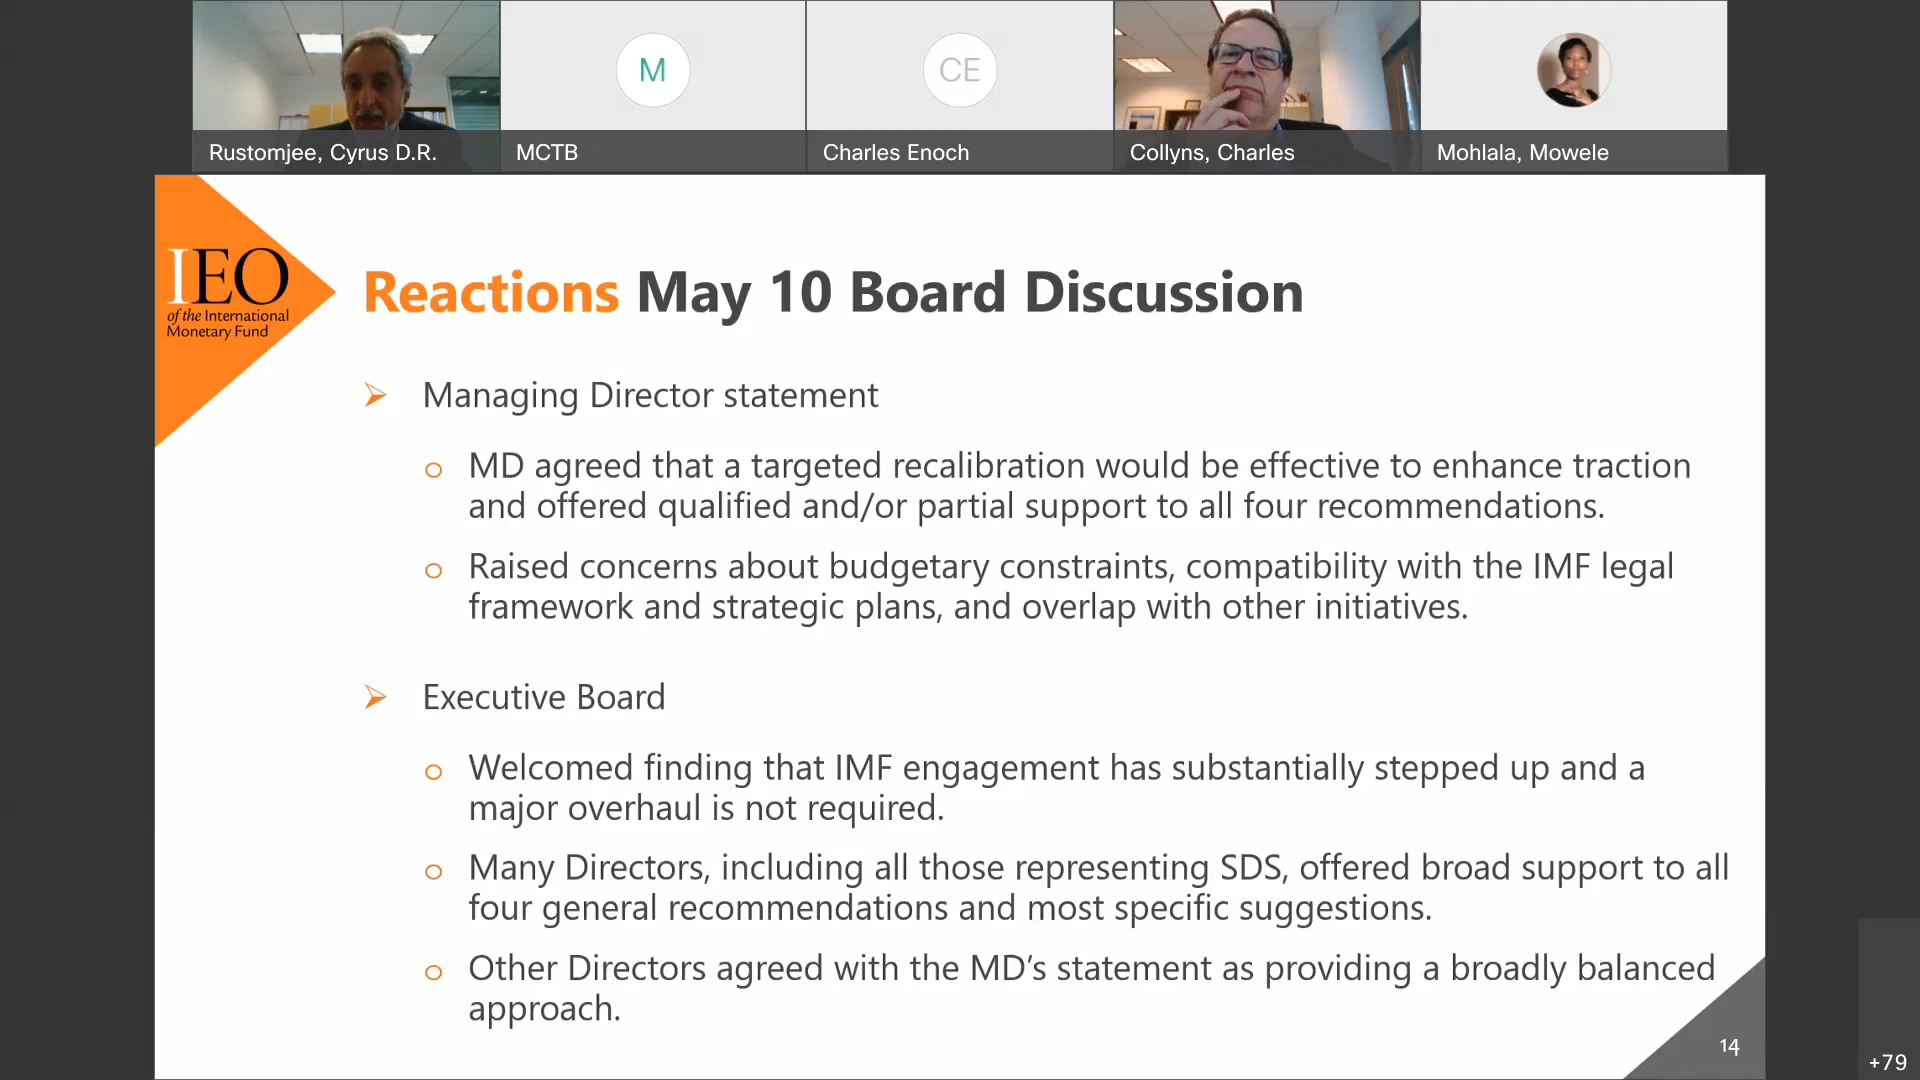 M
CE
Rustomjee, Cyrus D.R.
MCTB
Charles Enoch
Collyns, Charles
Mohlala, Mowele
IEO
of the International
Monetary Fund
Reactions May 10 Board Discussion
➢ Managing Director statement
o MD agreed that a targeted recalibration would be effective to enhance traction
and offered qualified and/or partial support to all four recommendations.
o Raised concerns about budgetary constraints, compatibility with the IMF legal
framework and strategic plans, and overlap with other initiatives.
➢ Executive Board
o Welcomed finding that IMF engagement has substantially stepped up and a
major overhaul is not required.
o Many Directors, including all those representing SDS, offered broad support to all
four general recommendations and most specific suggestions.
o Other Directors agreed with the MD’s statement as providing a broadly balanced
approach.
14
+79